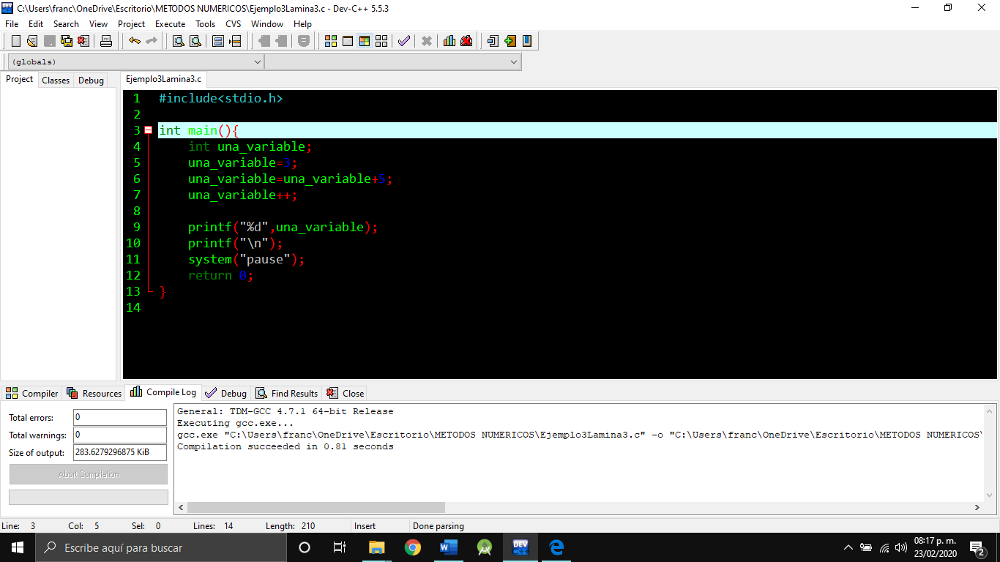 C:\Users\franc\OneDrive\Escritorio\METODOS NUMERICOS\Ejemplo3Lamina3.c - Dev-C++ 5.5.3
File Edit Search View Project Execute Tools CVS Window Help
(globals)
Project Classes Debug
Ejemplo3Lamina3.c
1 #include<stdio.h>
2
3 int main(){
4 int una_variable;
5 una_variable=3;
6 una_variable=una_variable+5;
7 una_variable++;
8
9 printf("%d",una_variable);
10 printf("\n");
11 system("pause");
12 return 0;
13 }
14
Compiler Resources Compile Log Debug Find Results Close
Total errors: 0
Total warnings: 0
Size of output: 283.6279296875 KiB
Abort Compilation
General: TDM-GCC 4.7.1 64-bit Release
Executing gcc.exe...
gcc.exe "C:\Users\franc\OneDrive\Escritorio\METODOS NUMERICOS\Ejemplo3Lamina3.c" -o "C:\Users\franc\OneDrive\Escritorio\METODOS NUMERICOS\
Compilation succeeded in 0.81 seconds
Line: 3 Col: 5 Sel: 0 Lines: 14 Length: 210 Insert Done parsing
Escribe aquí para buscar
DEV C++
08:17 p. m.
23/02/2020
2